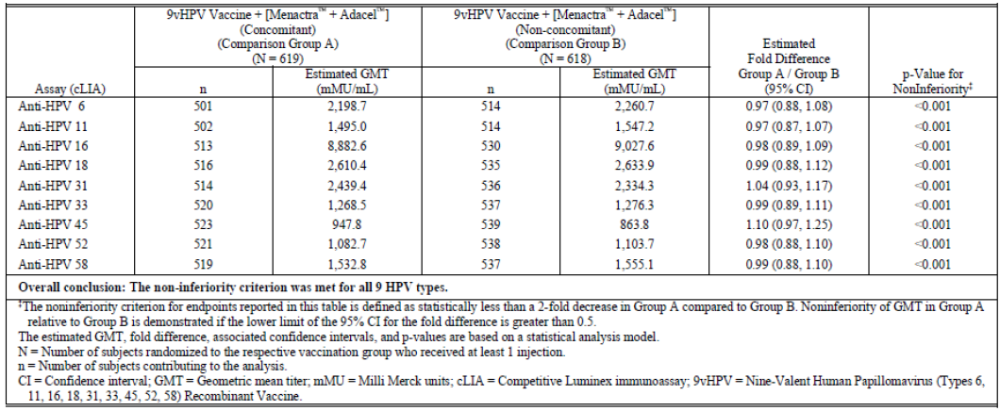 9vHPV Vaccine + [Menactra™ + Adacel™] 9vHPV Vaccine + [Menactra™ + Adacel™]
(Concomitant) (Non-concomitant)
(Comparison Group A) (Comparison Group B) Estimated
(N = 619) (N = 618) Fold Difference
Estimated GMT Estimated GMT Group A / Group B p-Value for
Assay (cLIA) n (mMU/mL) n (mMU/mL) (95% CI) NonInferiority‡
Anti-HPV 6 501 2,198.7 514 2,260.7 0.97 (0.88, 1.08) <0.001
Anti-HPV 11 502 1,495.0 514 1,547.2 0.97 (0.87, 1.07) <0.001
Anti-HPV 16 513 8,882.6 530 9,027.6 0.98 (0.89, 1.09) <0.001
Anti-HPV 18 516 2,610.4 535 2,633.9 0.99 (0.88, 1.12) <0.001
Anti-HPV 31 514 2,439.4 536 2,334.3 1.04 (0.93, 1.17) <0.001
Anti-HPV 33 520 1,268.5 537 1,276.3 0.99 (0.89, 1.11) <0.001
Anti-HPV 45 523 947.8 539 863.8 1.10 (0.97, 1.25) <0.001
Anti-HPV 52 521 1,082.7 538 1,103.7 0.98 (0.88, 1.10) <0.001
Anti-HPV 58 519 1,532.8 537 1,555.1 0.99 (0.88, 1.10) <0.001
Overall conclusion: The non-inferiority criterion was met for all 9 HPV types.
‡The noninferiority criterion for endpoints reported in this table is defined as statistically less than a 2-fold decrease in Group A compared to Group B. Noninferiority of GMT in Group A
relative to Group B is demonstrated if the lower limit of the 95% CI for the fold difference is greater than 0.5.
The estimated GMT, fold difference, associated confidence intervals, and p-values are based on a statistical analysis model.
N = Number of subjects randomized to the respective vaccination group who received at least 1 injection.
n = Number of subjects contributing to the analysis.
CI = Confidence interval; GMT = Geometric mean titer; mMU = Milli Merck units; cLIA = Competitive Luminex immunoassay; 9vHPV = Nine-Valent Human Papillomavirus (Types 6,
11, 16, 18, 31, 33, 45, 52, 58) Recombinant Vaccine.